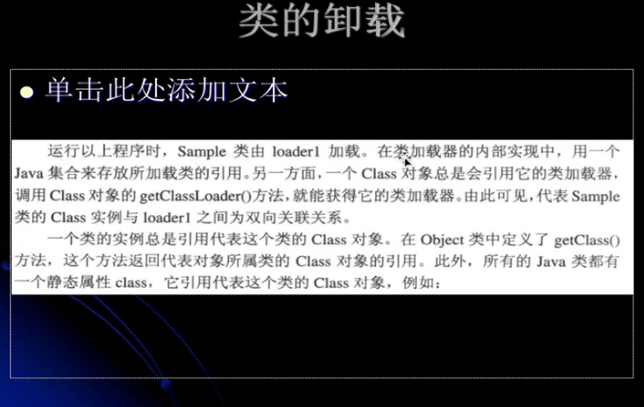 类的卸载
单击此处添加文本
运行以上程序时，Sample 类由 loader1 加载。在类加载器的内部实现中，用一个
Java 集合来存放所加载类的引用。另一方面，一个 Class 对象总是会引用它的类加载器，
调用 Class 对象的 getClassLoader()方法，就能获得它的类加载器。由此可见，代表 Sample
类的 Class 实例与 loader1 之间为双向关联关系。
一个类的实例总是引用代表这个类的 Class 对象。在 Object 类中定义了 getClass()
方法，这个方法返回代表对象所属类的 Class 对象的引用。此外，所有的 Java 类都有
一个静态属性 class，它引用代表这个类的 Class 对象，例如：